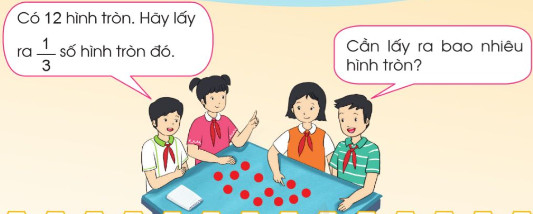 Có 12 hình tròn. Hãy lấy
ra 1/3 số hình tròn đó.
Cần lấy ra bao nhiêu
hình tròn?